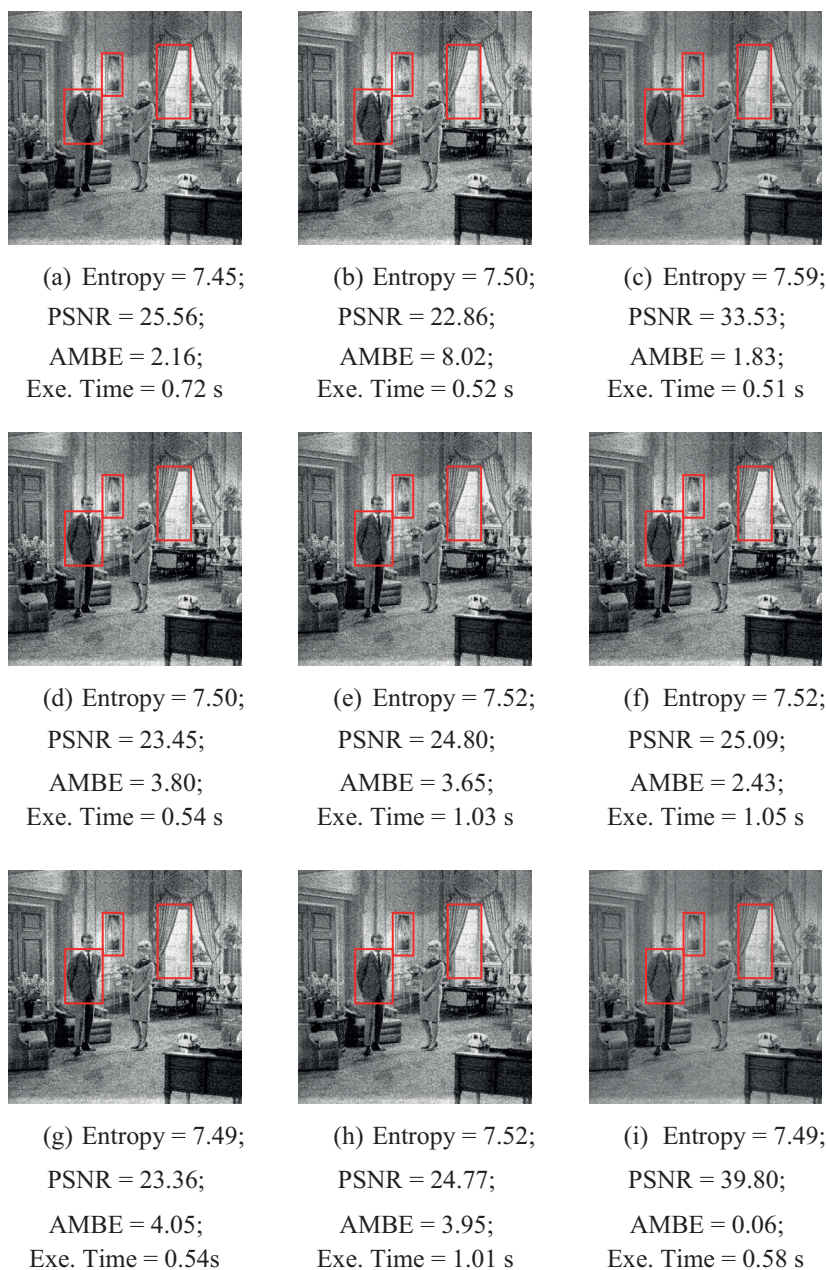 (a) Entropy = 7.45;
PSNR = 25.56;
AMBE = 2.16;
Exe. Time = 0.72 s
(b) Entropy = 7.50;
PSNR = 22.86;
AMBE = 8.02;
Exe. Time = 0.52 s
(c) Entropy = 7.59;
PSNR = 33.53;
AMBE = 1.83;
Exe. Time = 0.51 s
(d) Entropy = 7.50;
PSNR = 23.45;
AMBE = 3.80;
Exe. Time = 0.54 s
(e) Entropy = 7.52;
PSNR = 24.80;
AMBE = 3.65;
Exe. Time = 1.03 s
(f) Entropy = 7.52;
PSNR = 25.09;
AMBE = 2.43;
Exe. Time = 1.05 s
(g) Entropy = 7.49;
PSNR = 23.36;
AMBE = 4.05;
Exe. Time = 0.54s
(h) Entropy = 7.52;
PSNR = 24.77;
AMBE = 3.95;
Exe. Time = 1.01 s
(i) Entropy = 7.49;
PSNR = 39.80;
AMBE = 0.06;
Exe. Time = 0.58 s